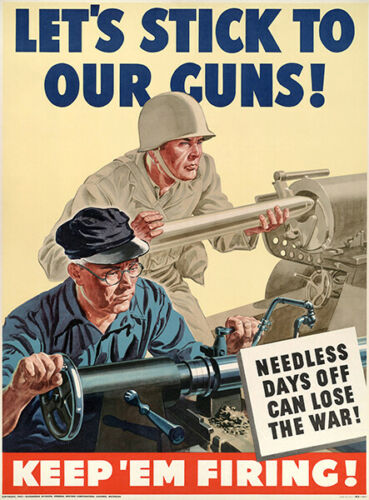 LET'S STICK TO
OUR GUNS!
NEEDLESS
DAYS OFF
CAN LOSE
THE WAR!
KEEP 'EM FIRING!